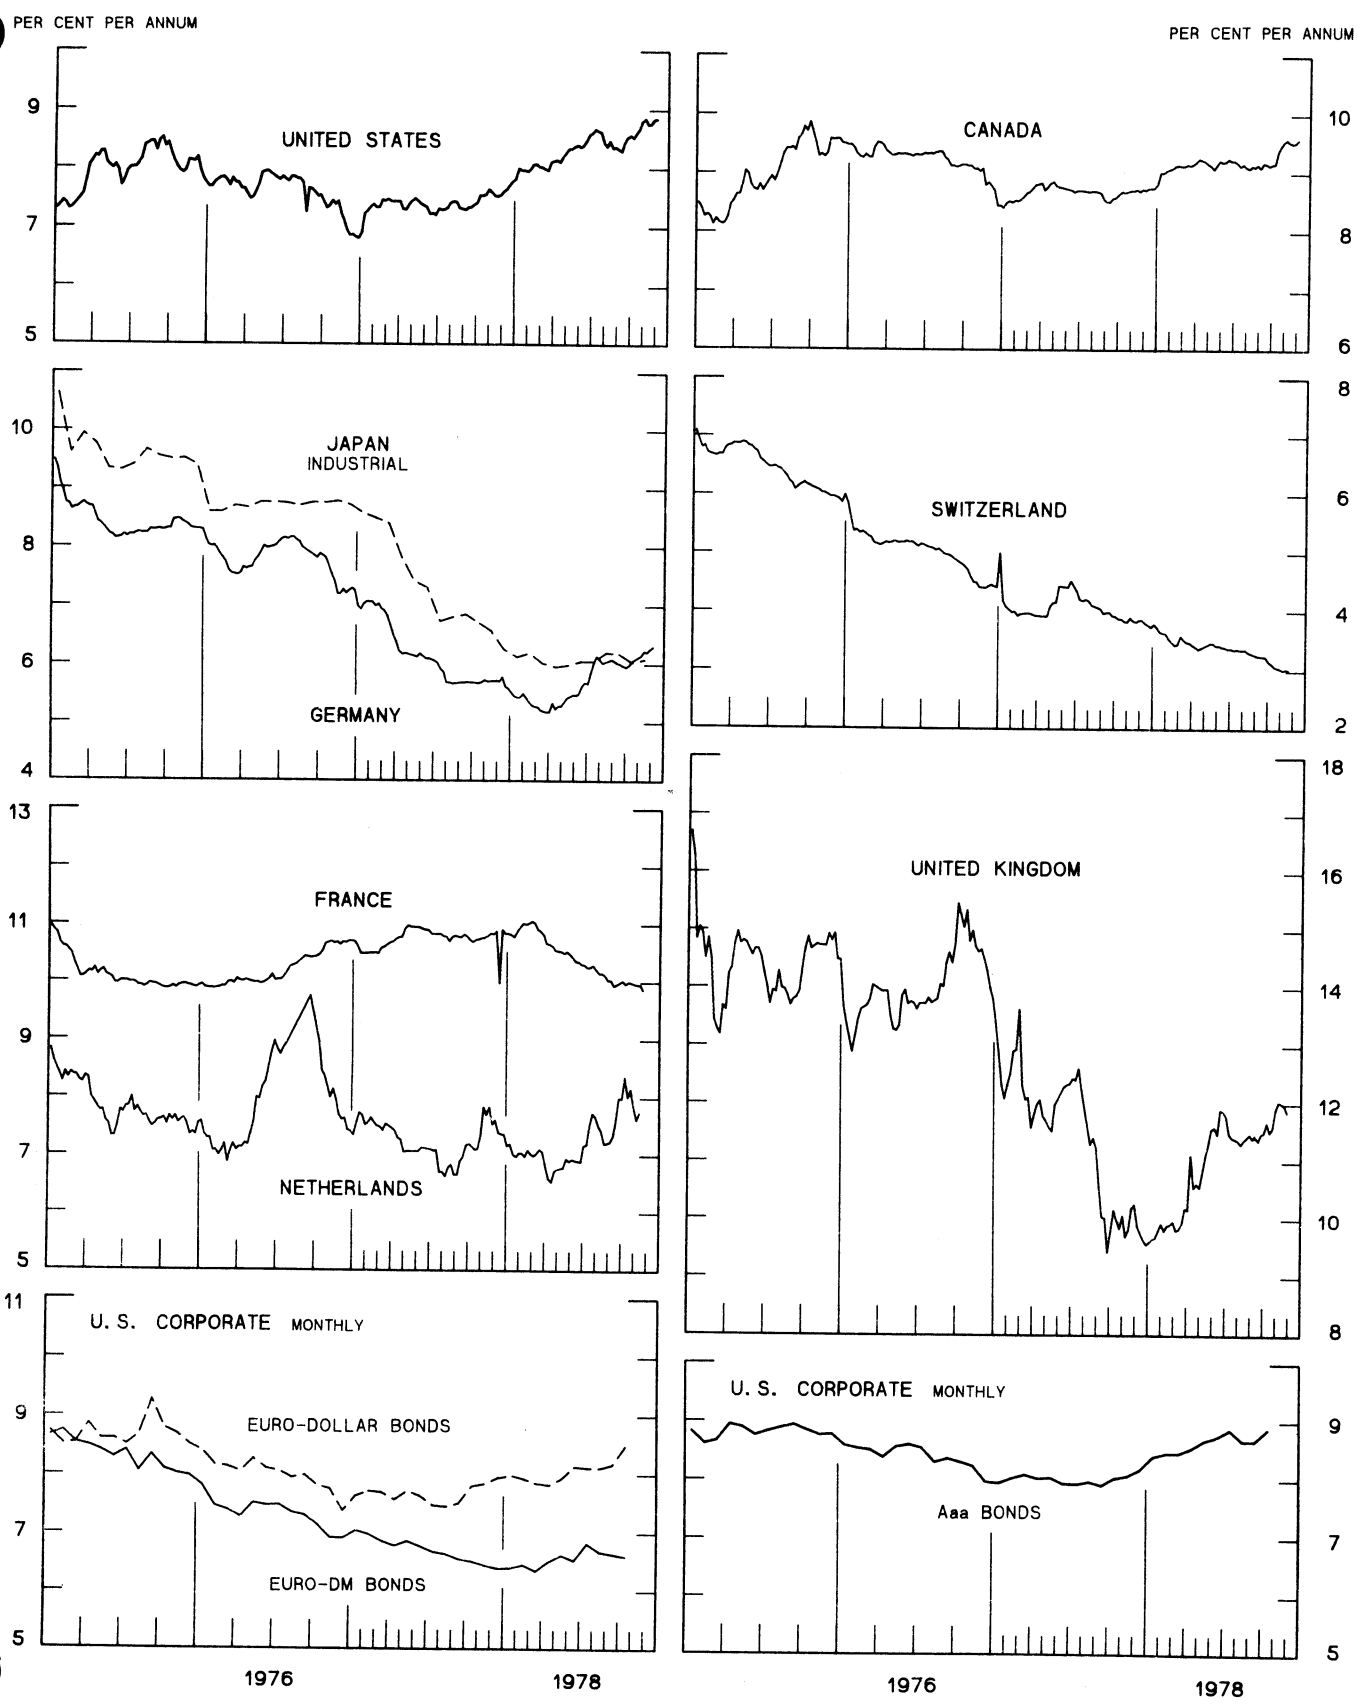 PER CENT PER ANNUM
PER CENT PER ANNUM
9
7
5
UNITED STATES
CANADA
10
8
6
10
8
6
4
JAPAN
INDUSTRIAL
GERMANY
SWITZERLAND
8
6
4
2
13
11
9
7
5
FRANCE
NETHERLANDS
UNITED KINGDOM
18
16
14
12
10
8
11
9
7
5
U.S. CORPORATE MONTHLY
EURO-DOLLAR BONDS
EURO-DM BONDS
U.S. CORPORATE MONTHLY
Aaa BONDS
9
7
5
1976
1978
1976
1978